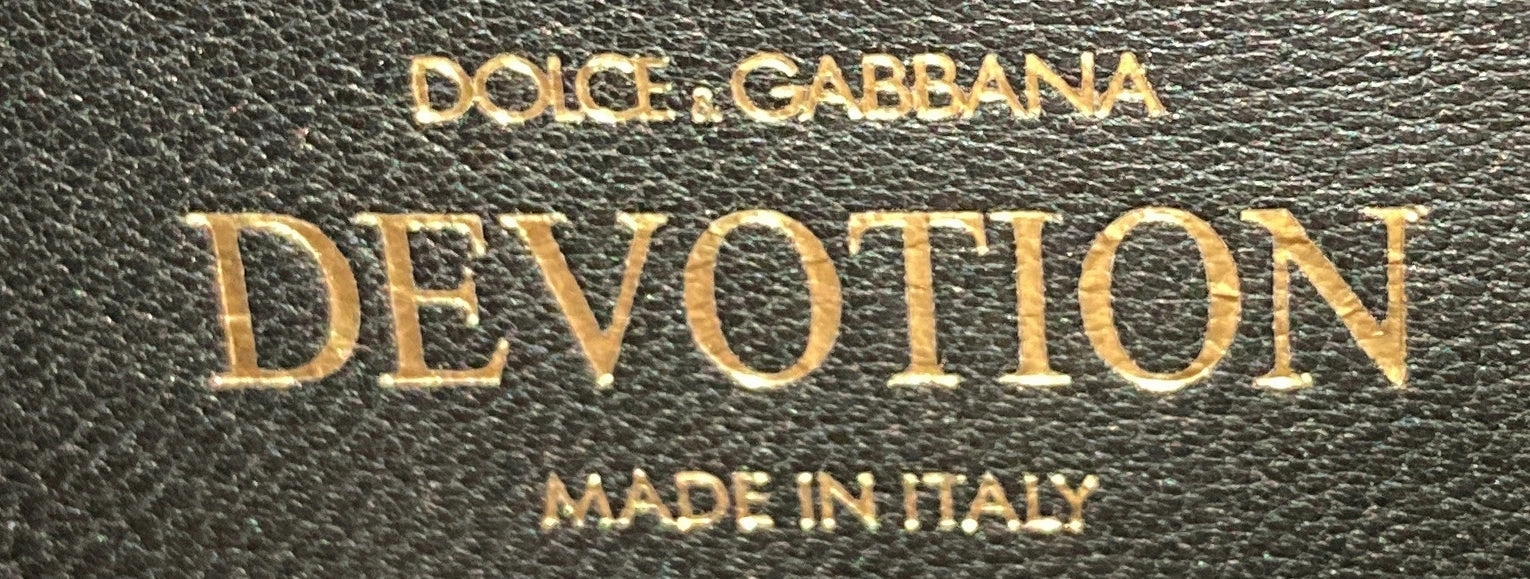 DOLCE & GABBANA
DEVOTION
MADE IN ITALY